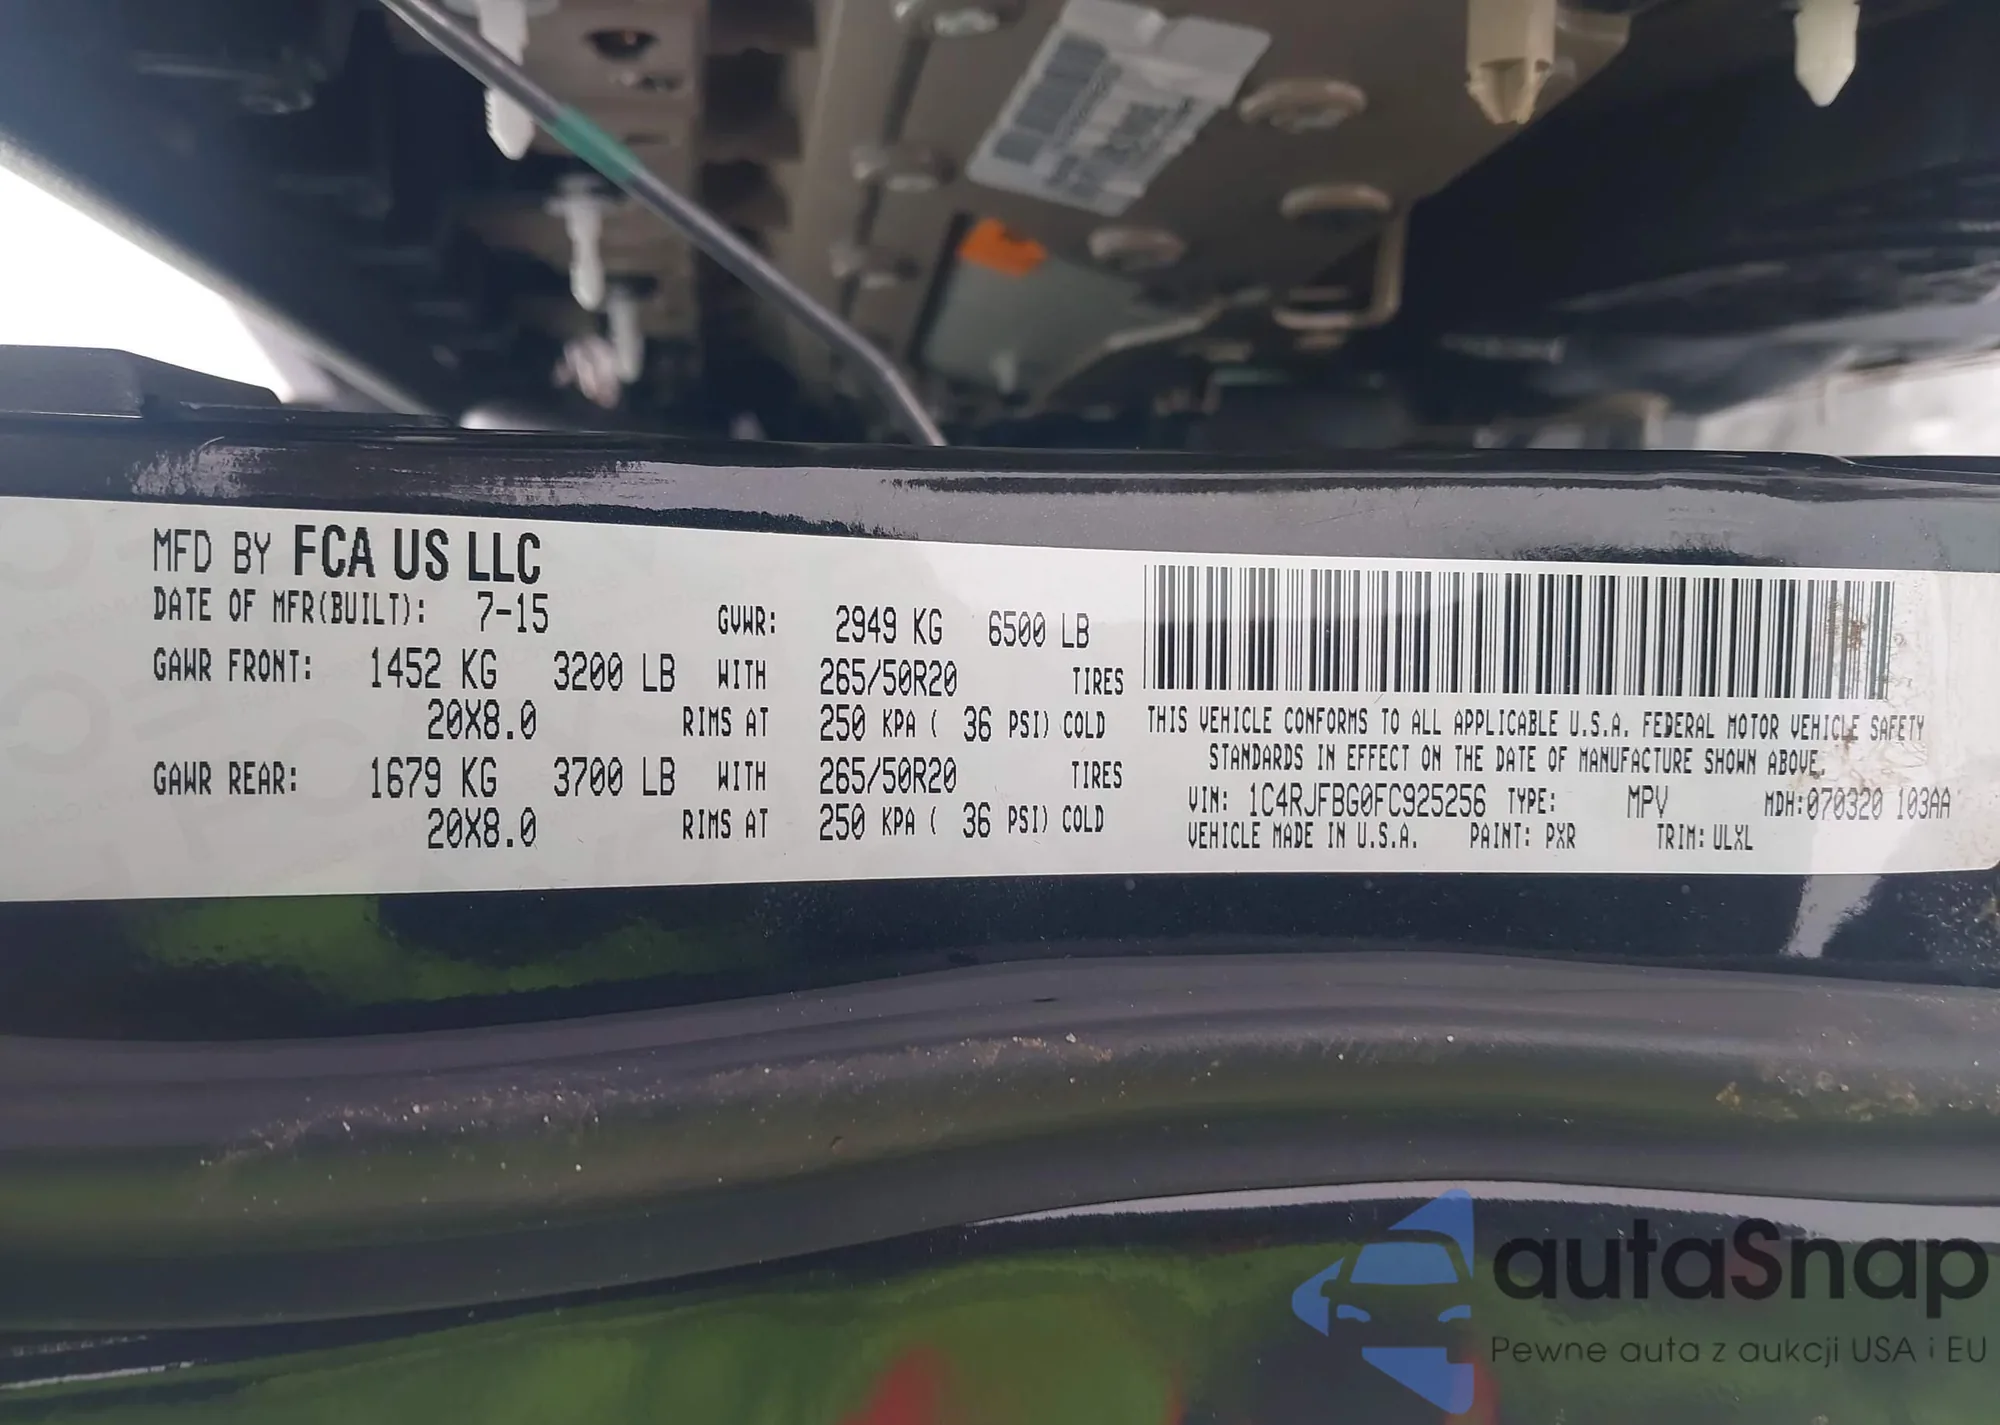 MFD BY FCA US LLC
DATE OF MFR(BUILT): 7-15 GVWR: 2949 KG 6500 LB
GAWR FRONT: 1452 KG 3200 LB WITH 265/50R20 TIRES
20X8.0 RIMS AT 250 KPA ( 36 PSI) COLD
GAWR REAR: 1679 KG 3700 LB WITH 265/50R20 TIRES
20X8.0 RIMS AT 250 KPA ( 36 PSI) COLD
THIS VEHICLE CONFORMS TO ALL APPLICABLE U.S.A. FEDERAL MOTOR VEHICLE SAFETY
STANDARDS IN EFFECT ON THE DATE OF MANUFACTURE SHOWN ABOVE.
VIN: 1C4RJFBG0FC925256 TYPE: MPV MDH:070320 103AA
VEHICLE MADE IN U.S.A. PAINT: PXR TRIM: ULXL
autaSnap
Pewne auta z aukcji USA i EU